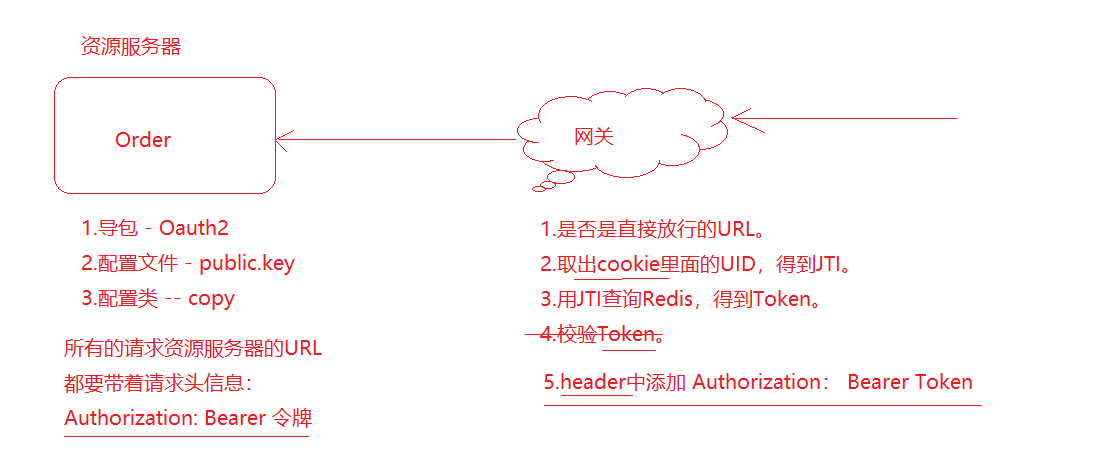 资源服务器
Order
网关
1.导包 - Oauth2
2.配置文件 - public.key
3.配置类 -- copy
所有的请求资源服务器的URL
都要带着请求头信息：
Authorization: Bearer 令牌
1.是否是直接放行的URL。
2.取出cookie里面的UID，得到JTI。
3.用JTI查询Redis，得到Token。
4.校验Token。
5.header中添加 Authorization： Bearer Token